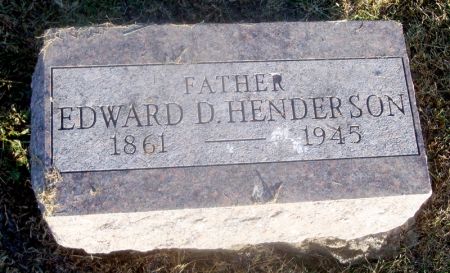 FATHER
EDWARD D. HENDERSON
1861 — 1945